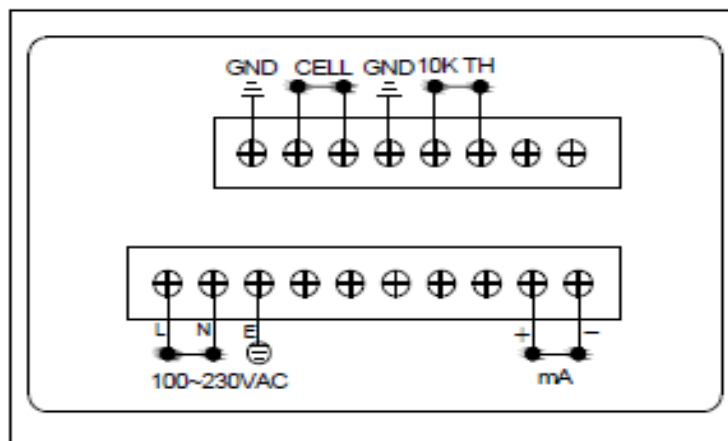 GND CELL GND 10K TH
L N E + −
100~230VAC mA